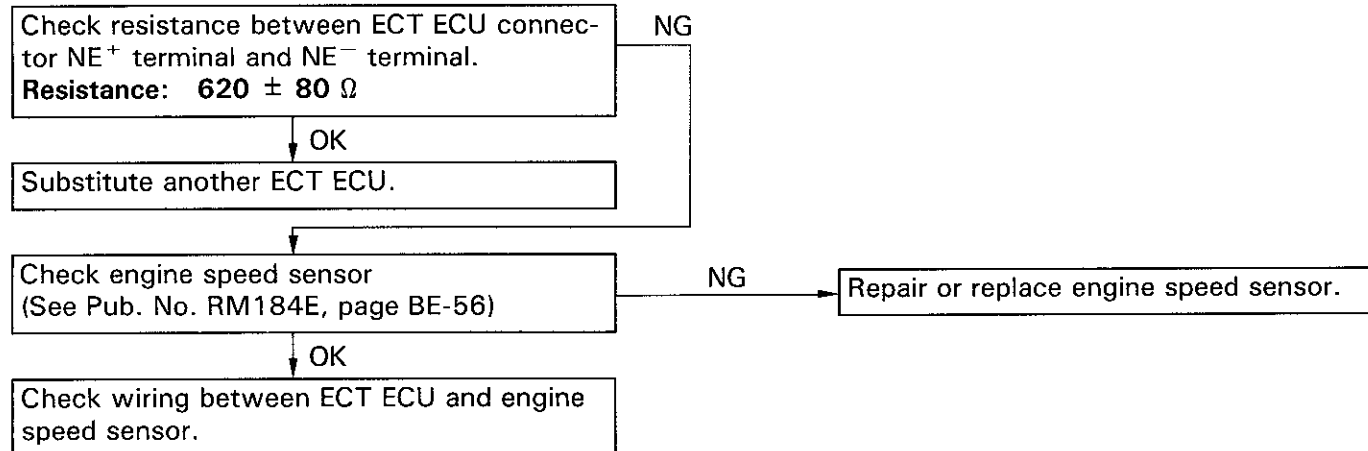 Check resistance between ECT ECU connec-
tor NE⁺ terminal and NE⁻ terminal.
Resistance: 620 ± 80 Ω
NG
OK
Substitute another ECT ECU.
Check engine speed sensor
(See Pub. No. RM184E, page BE-56)
NG
Repair or replace engine speed sensor.
OK
Check wiring between ECT ECU and engine
speed sensor.